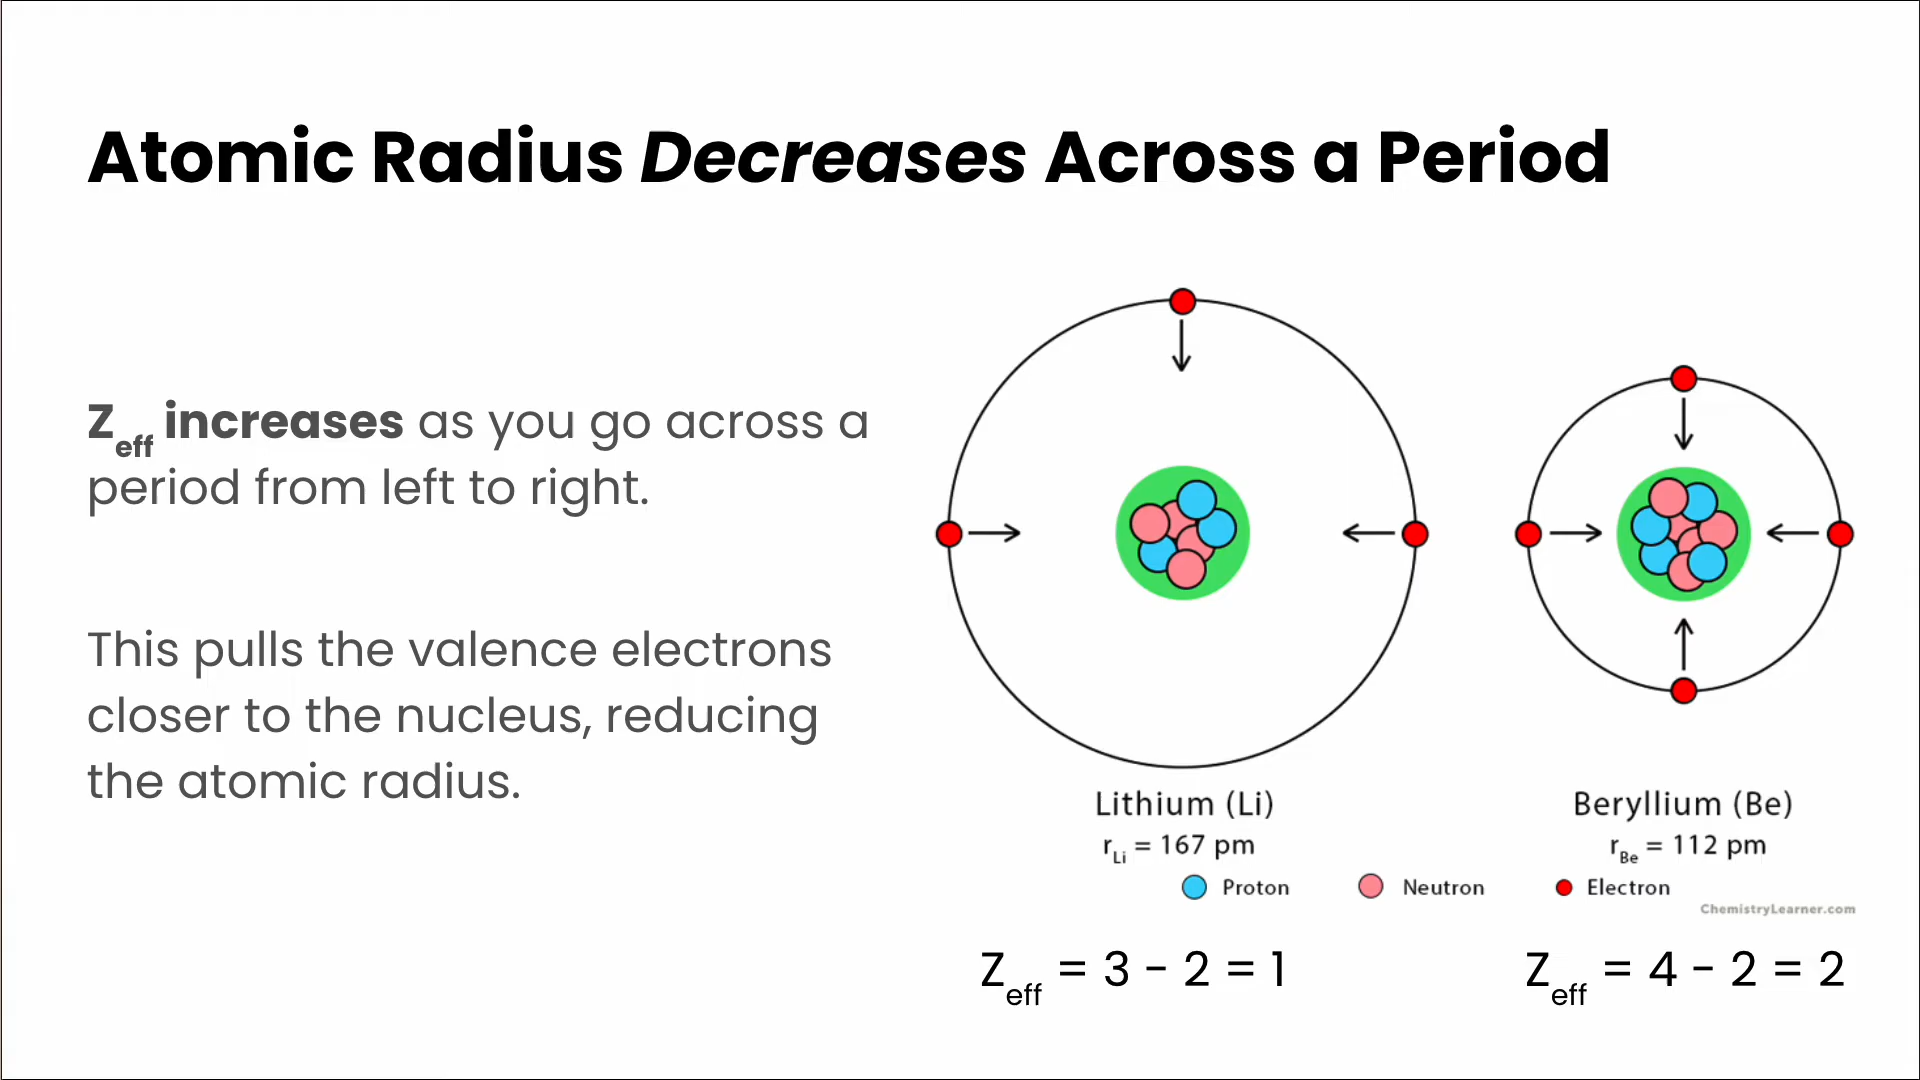 Atomic Radius Decreases Across a Period
Zeff increases as you go across a
period from left to right.
This pulls the valence electrons
closer to the nucleus, reducing
the atomic radius.
Lithium (Li)
rLi = 167 pm
Beryllium (Be)
rBe = 112 pm
Proton
Neutron
Electron
ChemistryLearner.com
Zeff = 3 - 2 = 1
Zeff = 4 - 2 = 2